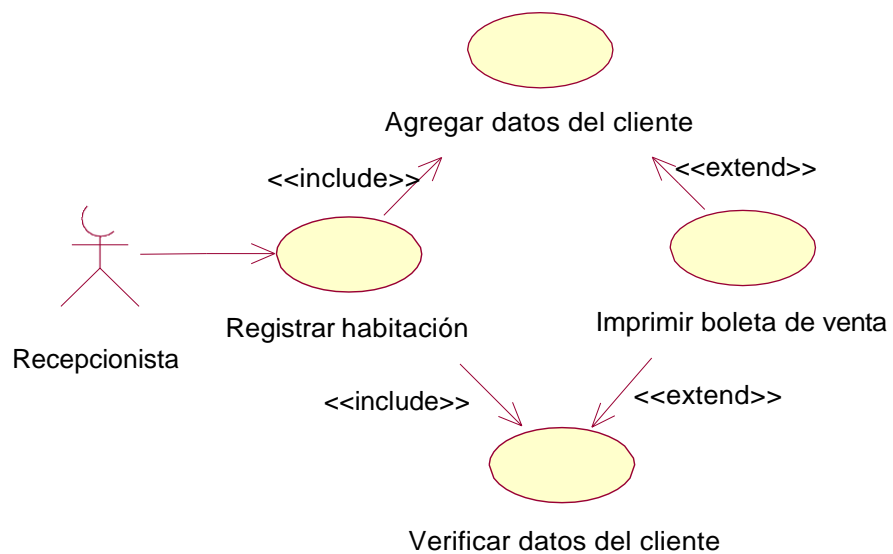 Agregar datos del cliente
<<include>>
<<extend>>
Registrar habitación
Imprimir boleta de venta
Recepcionista
<<include>>
<<extend>>
Verificar datos del cliente